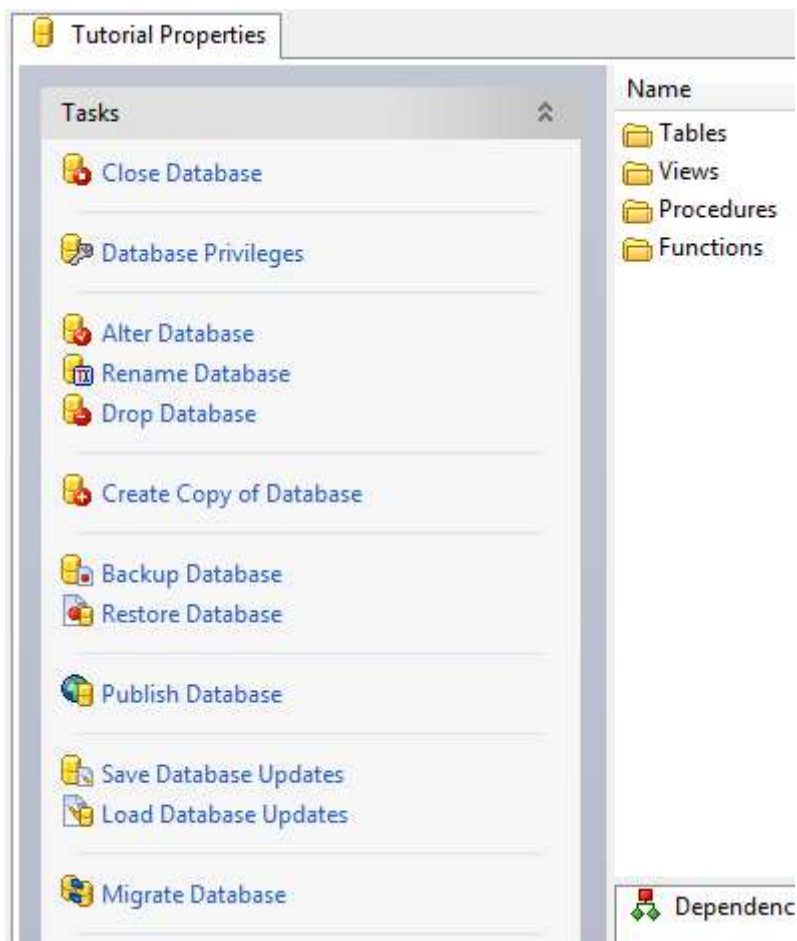 Tutorial Properties
Tasks
Close Database
Database Privileges
Alter Database
Rename Database
Drop Database
Create Copy of Database
Backup Database
Restore Database
Publish Database
Save Database Updates
Load Database Updates
Migrate Database
Name
Tables
Views
Procedures
Functions
Dependenc